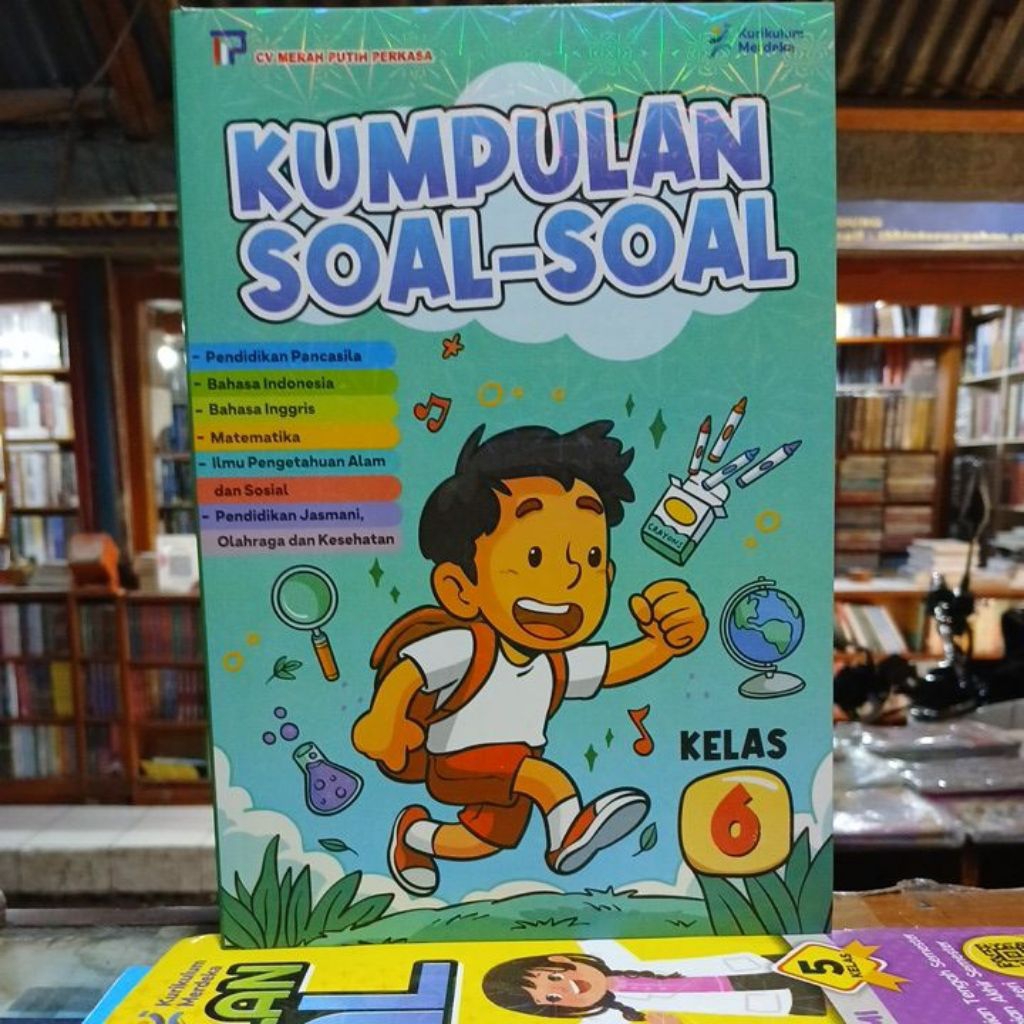 CV MERAH PUTIH PERKASA
Kurikulum
Merdeka
KUMPULAN
SOAL-SOAL
- Pendidikan Pancasila
- Bahasa Indonesia
- Bahasa Inggris
- Matematika
- Ilmu Pengetahuan Alam
dan Sosial
- Pendidikan Jasmani,
Olahraga dan Kesehatan
CRAYONS
KELAS
6
Kurikulum
Merdeka
5
KELAS